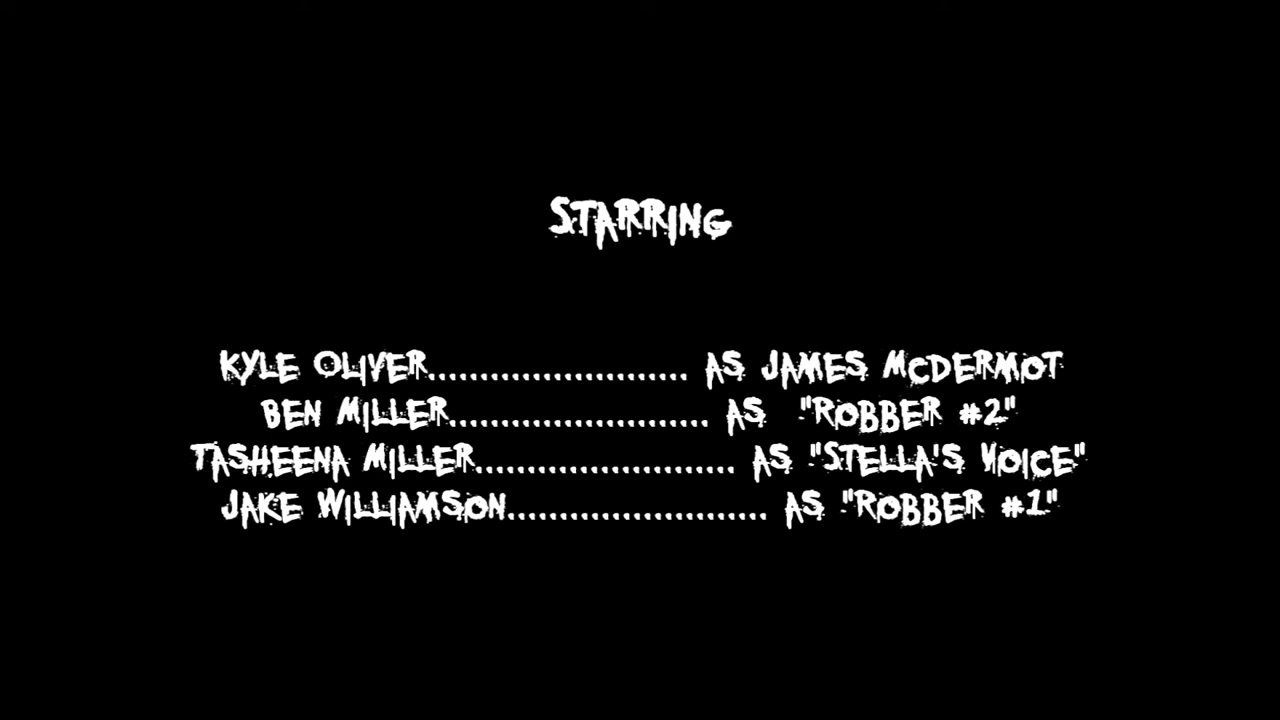 STARRING
KYLE OLIVER......................... AS JAMES MCDERMOT
BEN MILLER......................... AS "ROBBER #2"
TASHEENA MILLER......................... AS "STELLA'S VOICE"
JAKE WILLIAMSON......................... AS "ROBBER #1"